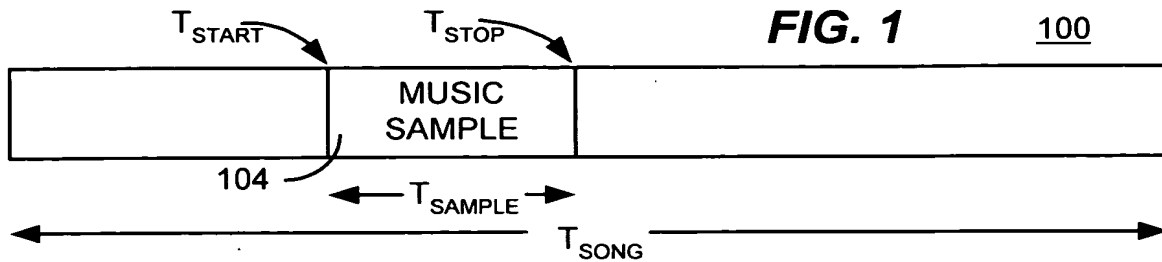 T_START T_STOP FIG. 1 100
MUSIC
SAMPLE
104
T_SAMPLE
T_SONG